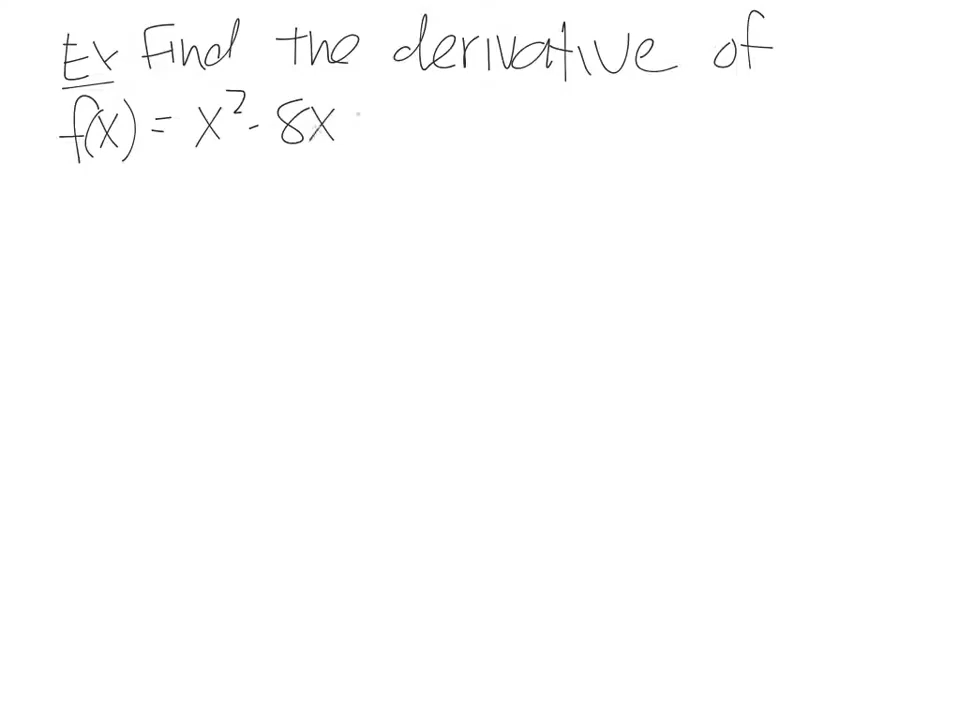 Ex Find the derivative of
f(x) = x² - 8x